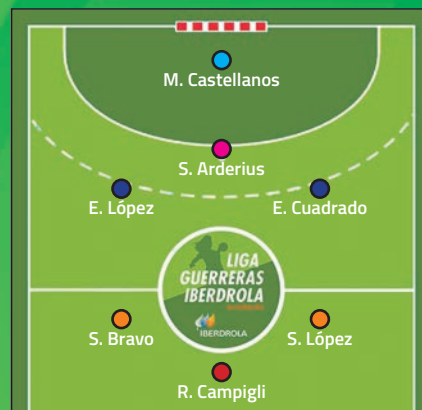 M. Castellanos
S. Arderius
E. López
E. Cuadrado
LIGA
GUERRERAS
IBERDROLA
IBERDROLA
S. Bravo
S. López
R. Campigli